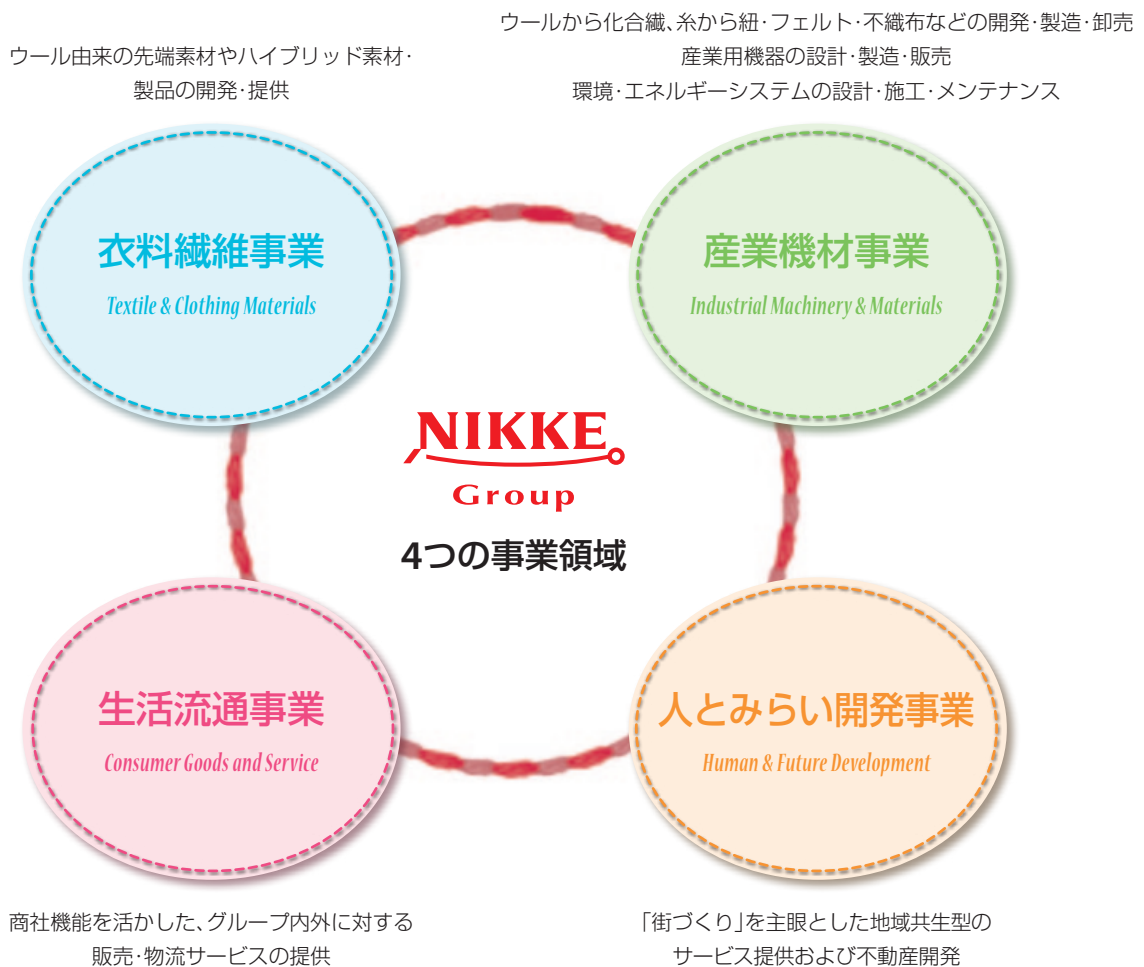 ウール由来の先端素材やハイブリッド素材・
製品の開発・提供
ウールから化合繊、糸から紐・フェルト・不織布などの開発・製造・卸売
産業用機器の設計・製造・販売
環境・エネルギーシステムの設計・施工・メンテナンス
衣料繊維事業
Textile & Clothing Materials
産業機材事業
Industrial Machinery & Materials
NIKKE
Group
4つの事業領域
生活流通事業
Consumer Goods and Service
人とみらい開発事業
Human & Future Development
商社機能を活かした、グループ内外に対する
販売・物流サービスの提供
「街づくり」を主眼とした地域共生型の
サービス提供および不動産開発